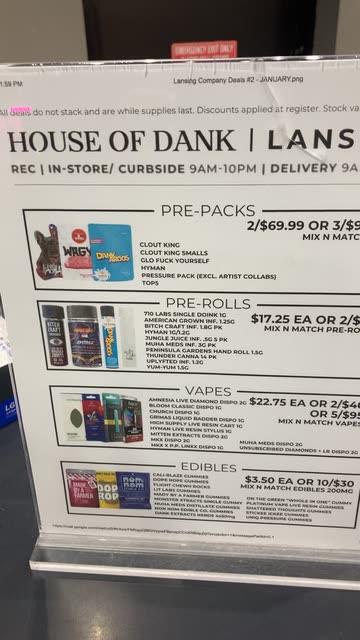 EMERGENCY EXIT ONLY
1:59 PM
Lansing Company Deals #2 - JANUARY.png
All deals do not stack and are while supplies last. Discounts applied at register. Stock va
HOUSE OF DANK | LANS
REC | IN-STORE/ CURBSIDE 9AM-10PM | DELIVERY 9A
PRE-PACKS
2/$69.99 OR 3/$9
MIX N MATC
CLOUT KING
CLOUT KING SMALLS
GLO FUCK YOURSELF
HYMAN
PRESSURE PACK (EXCL. ARTIST COLLABS)
TOPS
PRE-ROLLS
$17.25 EA OR 2/$
MIX N MATCH PRE-RO
710 LABS SINGLE DOINK 1G
AMERICAN GROWN INF. 1.25G
BITCH CRAFT INF. 1.8G PK
HYMAN 1G/1.2G
JUNGLE JUICE INF. .5G 5 PK
MUHA MEDS INF. 3G PK
PENINSULA GARDENS HAND ROLL 1.5G
THUNDER CANNA 14 PK
UPLYFTED INF. 1.2G
YUM-YUM 1.5G
VAPES
$22.75 EA OR 2/$4
OR 5/$95
MIX N MATCH VAPES
AMNESIA LIVE DIAMOND DISPO 2G
BLOOM CLASSIC DISPO 1G
CHURCH DISPO 1G
GRMAS LIQUID BADDER DISPO 1G
HIGH SUPPLY LIVE RESIN CART 1G
HYMAN LIVE RESIN STYLUS 1G
MITTEN EXTRACTS DISPO 2G
MKX DISPO 2G
MKX X P.P. LINXX DISPO 1G
MUHA MEDS DISPO 2G
UNSUBSCRIBED DIAMONDS + LR DISPO 2G
EDIBLES
$3.50 EA OR 10/$30
MIX N MATCH EDIBLES 200MG
CALI-BLAZE GUMMIES
DOPE ROPE GUMMIES
FLIGHT CHEWY ROCKS
LIT LABS GUMMIES
MADY BY A FARMER GUMMIES
MONSTER XTRACTS SINGLE GUMMY
MUHA MEDS DISTILLATE GUMMIES
NOM NOM EDIBLE CO. GUMMIES
ON THE GREEN "WHOLE IN ONE" GUMMY
PLATINUM VAPE LIVE RESIN GUMMIES
SHATTERED THOUGHTS GUMMIES
STICKEE ICKEE GUMMIES
UNIQ PRESSURE GUMMIES